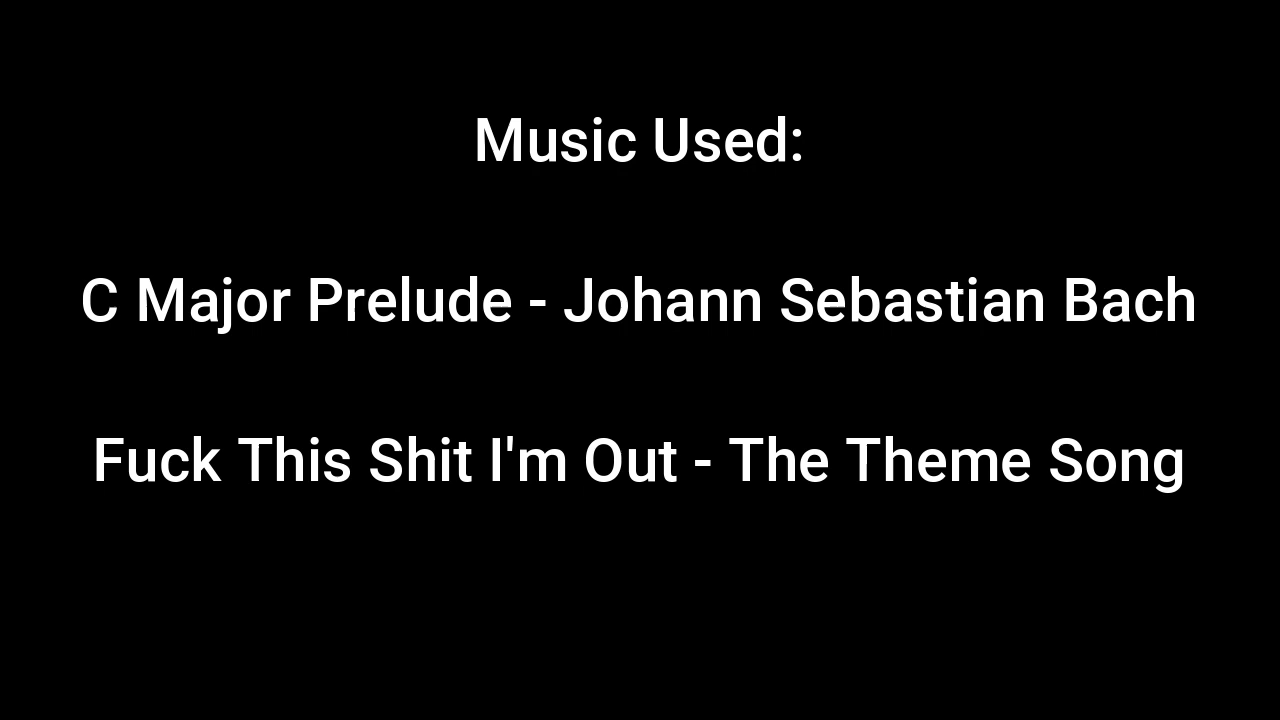 Music Used:
C Major Prelude - Johann Sebastian Bach
Fuck This Shit I'm Out - The Theme Song